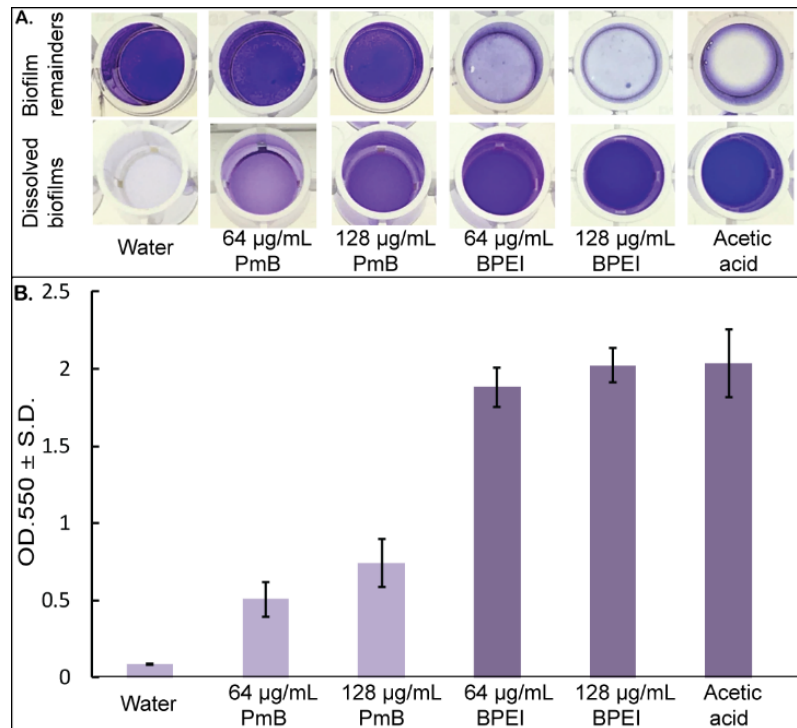 A.
Biofilm
remainders
Dissolved
biofilms
Water
64 µg/mL
PmB
128 µg/mL
PmB
64 µg/mL
BPEI
128 µg/mL
BPEI
Acetic
acid
B.
OD.550 ± S.D.
2.5
2
1.5
1
0.5
0
Water
64 µg/mL
PmB
128 µg/mL
PmB
64 µg/mL
BPEI
128 µg/mL
BPEI
Acetic
acid